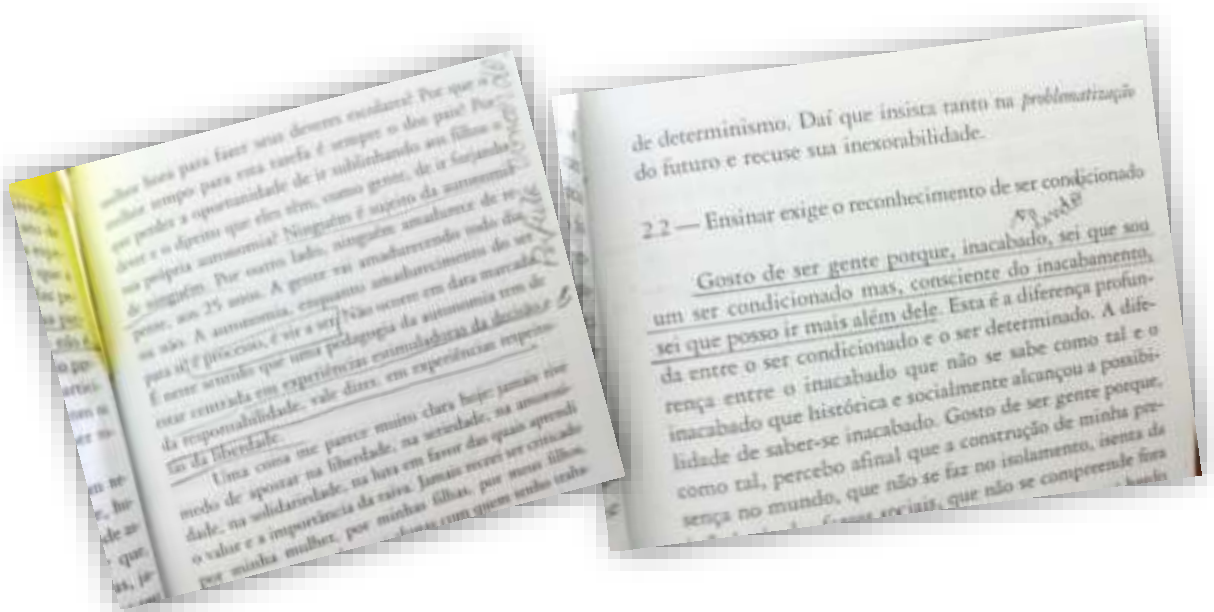 melhor hora para fazer seus deveres escolares? Por que o
melhor tempo para esta tarefa é sempre o dos pais? Por
que perder a oportunidade de ir sublinhando aos filhos o
dever e o direito que eles têm, como gente, de ir forjando
sua própria autonomia? Ninguém é sujeito da autonomia
de ninguém. Por outro lado, ninguém amadurece de re-
pente, aos 25 anos. A gente vai amadurecendo todo dia,
ou não. A autonomia, enquanto amadurecimento do ser
para si, é processo, é vir a ser. Não ocorre em data marcada.
É neste sentido que uma pedagogia da autonomia tem de
estar centrada em experiências estimuladoras da decisão e
da responsabilidade, vale dizer, em experiências respeito-
sas da liberdade.
Uma coisa me parece muito clara hoje: jamais tive
medo de apostar na liberdade, na seriedade, na amorosi-
dade, na solidariedade, na luta em favor das quais aprendi
o valor e a importância da raiva. Jamais receei ser criticado
por minha mulher, por minhas filhas, por meus filhos,
com quem tenho traba-
de determinismo. Daí que insista tanto na problematização
do futuro e recuse sua inexorabilidade.
2.2 — Ensinar exige o reconhecimento de ser condicionado
Gosto de ser gente porque, inacabado, sei que sou
um ser condicionado mas, consciente do inacabamento,
sei que posso ir mais além dele. Esta é a diferença profun-
da entre o ser condicionado e o ser determinado. A dife-
rença entre o inacabado que não se sabe como tal e o
inacabado que histórica e socialmente alcançou a possibi-
lidade de saber-se inacabado. Gosto de ser gente porque,
como tal, percebo afinal que a construção de minha pre-
sença no mundo, que não se faz no isolamento, isenta da
sociais, que não se compreende fora